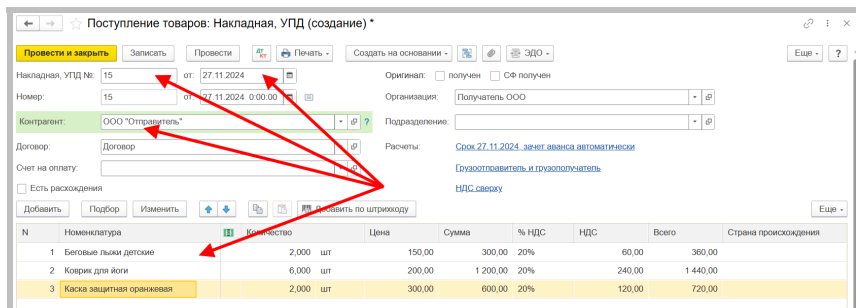 Поступление товаров: Накладная, УПД (создание) *
Провести и закрыть Записать Провести Дт Кт Печать Создать на основании ЭДО Еще ?
Накладная, УПД №: 15 от: 27.11.2024 Оригинал: получен СФ получен
Номер: 15 от: 27.11.2024 0:00:00 Организация: Получатель ООО
Контрагент: ООО "Отправитель" ? Подразделение:
Договор: Договор Расчеты: Срок 27.11.2024, зачет аванса автоматически
Счет на оплату: Грузоотправитель и грузополучатель
Есть расхождения НДС сверху
Добавить Подбор Изменить Добавить по штрихкоду Еще
N Номенклатура Количество Цена Сумма % НДС НДС Всего Страна происхождения
1 Беговые лыжи детские 2,000 шт 150,00 300,00 20% 60,00 360,00
2 Коврик для йоги 6,000 шт 200,00 1 200,00 20% 240,00 1 440,00
3 Каска защитная оранжевая 2,000 шт 300,00 600,00 20% 120,00 720,00